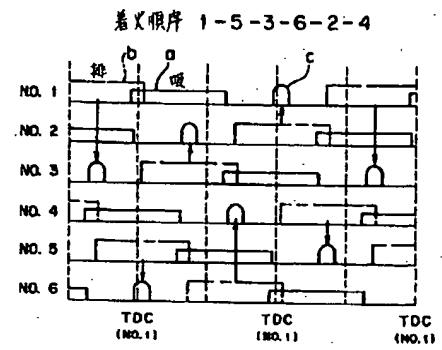 着火順序 1-5-3-6-2-4
b a c
排 吸
NO. 1
NO. 2
NO. 3
NO. 4
NO. 5
NO. 6
TDC TDC TDC
(NO.1) (NO.1) (NO.1)